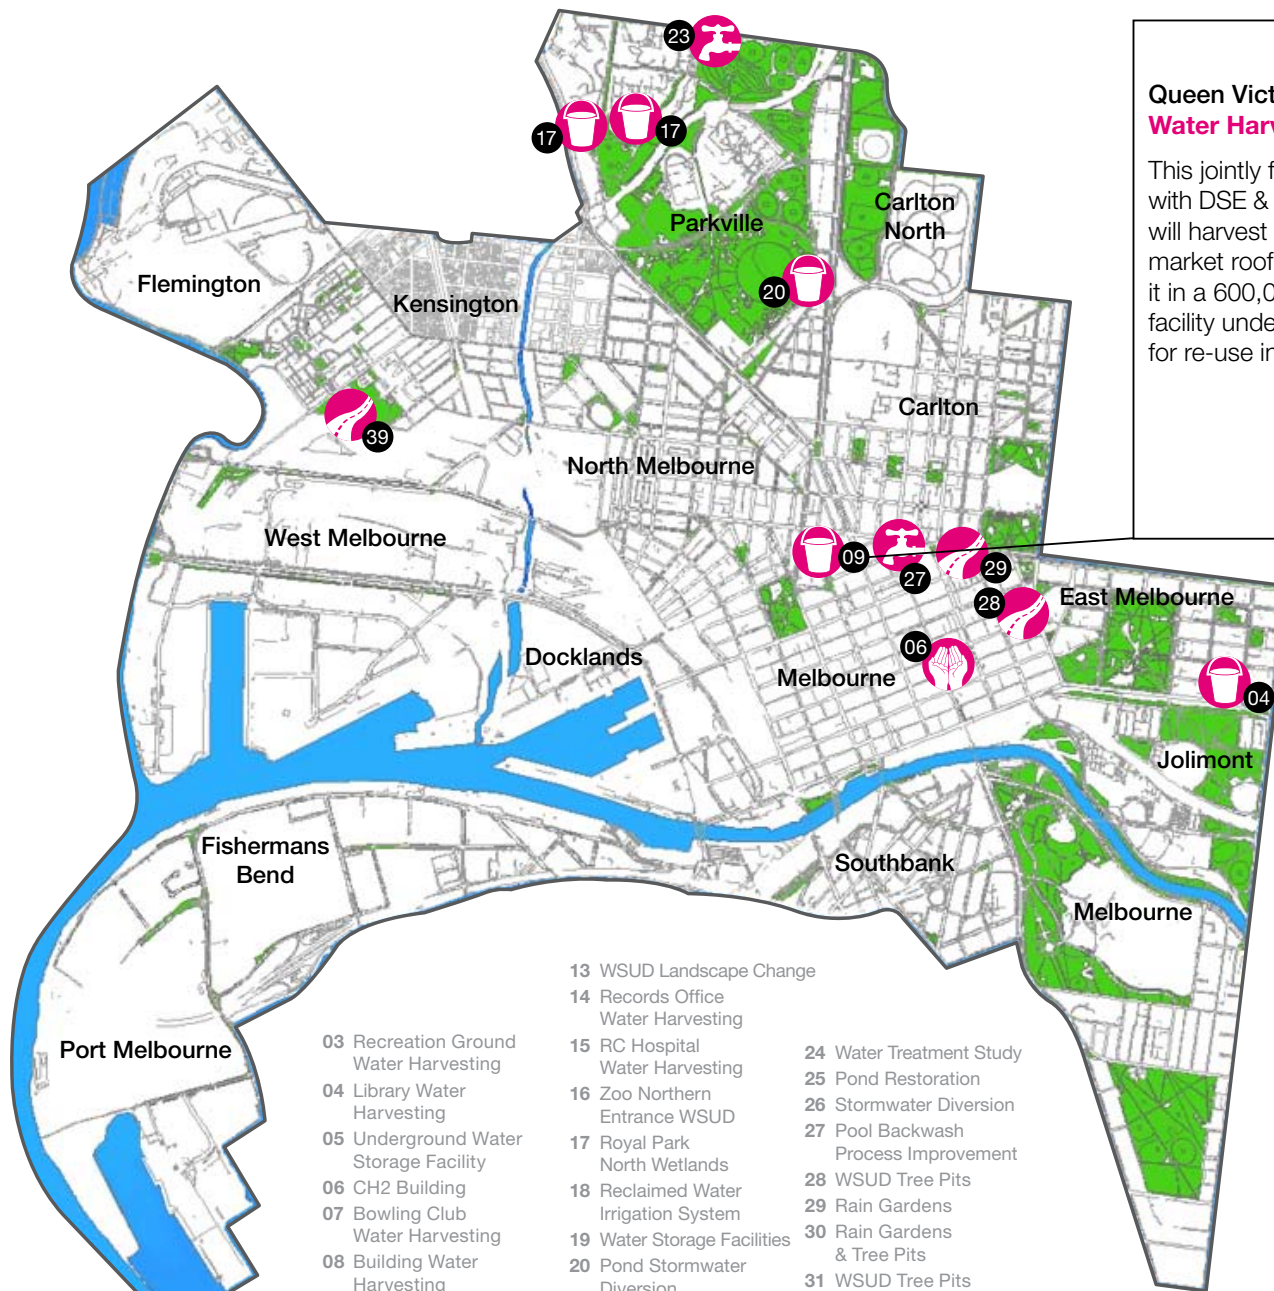 23
17
17
Parkville
Carlton
North
Flemington
Kensington
20
Carlton
39
North Melbourne
West Melbourne
09
27
29
28
East Melbourne
06
Docklands
Melbourne
04
Jolimont
Fishermans
Bend
Southbank
Melbourne
Port Melbourne
Queen Vict
Water Harv
This jointly f
with DSE &
will harvest
market roof
it in a 600,0
facility unde
for re-use in
03 Recreation Ground
Water Harvesting
04 Library Water
Harvesting
05 Underground Water
Storage Facility
06 CH2 Building
07 Bowling Club
Water Harvesting
08 Building Water
Harvesting
13 WSUD Landscape Change
14 Records Office
Water Harvesting
15 RC Hospital
Water Harvesting
16 Zoo Northern
Entrance WSUD
17 Royal Park
North Wetlands
18 Reclaimed Water
Irrigation System
19 Water Storage Facilities
20 Pond Stormwater
Diversion
24 Water Treatment Study
25 Pond Restoration
26 Stormwater Diversion
27 Pool Backwash
Process Improvement
28 WSUD Tree Pits
29 Rain Gardens
30 Rain Gardens
& Tree Pits
31 WSUD Tree Pits